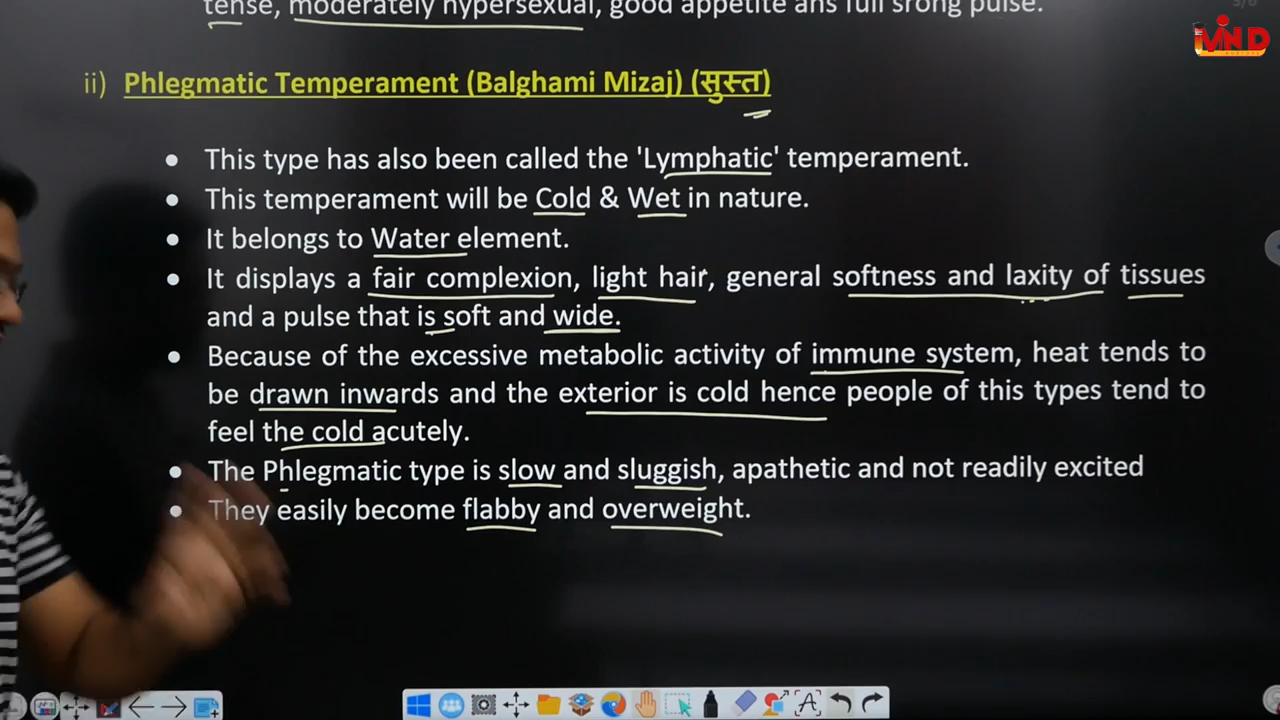 tense, moderately hypersexual, good appetite ans full srong pulse.
ii) Phlegmatic Temperament (Balghami Mizaj) (सुस्त)
• This type has also been called the 'Lymphatic' temperament.
• This temperament will be Cold & Wet in nature.
• It belongs to Water element.
• It displays a fair complexion, light hair, general softness and laxity of tissues
and a pulse that is soft and wide.
• Because of the excessive metabolic activity of immune system, heat tends to
be drawn inwards and the exterior is cold hence people of this types tend to
feel the cold acutely.
• The Phlegmatic type is slow and sluggish, apathetic and not readily excited
• They easily become flabby and overweight.